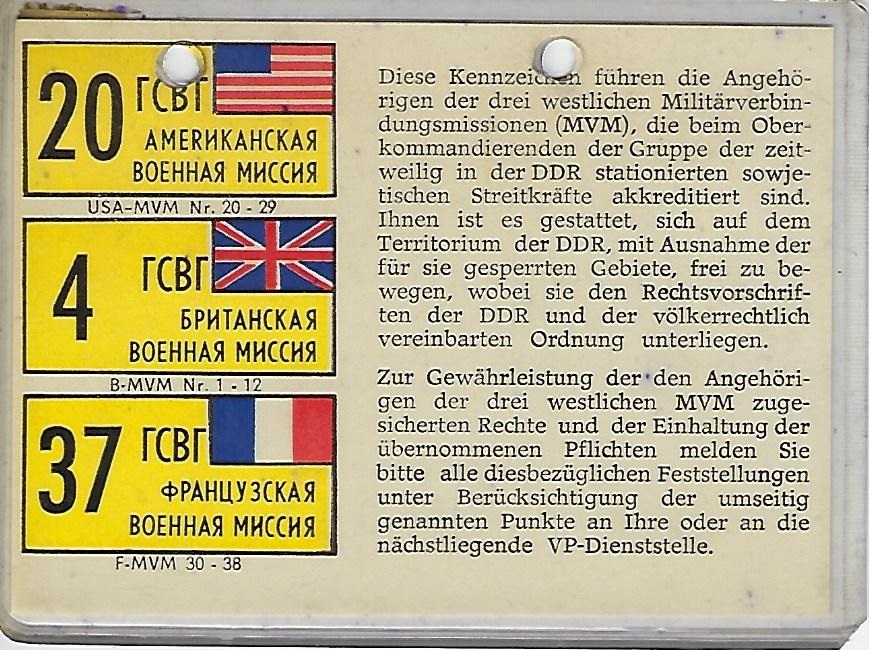 20 ГСВГ
АМЕРИКАНСКАЯ
ВОЕННАЯ МИССИЯ
USA-MVM Nr. 20 - 29
4 ГСВГ
БРИТАНСКАЯ
ВОЕННАЯ МИССИЯ
B-MVM Nr. 1 - 12
37 ГСВГ
ФРАНЦУЗСКАЯ
ВОЕННАЯ МИССИЯ
F-MVM 30 - 38
Diese Kennzeichen führen die Angehö-
rigen der drei westlichen Militärverbin-
dungsmissionen (MVM), die beim Ober-
kommandierenden der Gruppe der zeit-
weilig in der DDR stationierten sowje-
tischen Streitkräfte akkreditiert sind.
Ihnen ist es gestattet, sich auf dem
Territorium der DDR, mit Ausnahme der
für sie gesperrten Gebiete, frei zu be-
wegen, wobei sie den Rechtsvorschrif-
ten der DDR und der völkerrechtlich
vereinbarten Ordnung unterliegen.
Zur Gewährleistung der den Angehöri-
gen der drei westlichen MVM zuge-
sicherten Rechte und der Einhaltung der
übernommenen Pflichten melden Sie
bitte alle diesbezüglichen Feststellungen
unter Berücksichtigung der umseitig
genannten Punkte an Ihre oder an die
nächstliegende VP-Dienststelle.